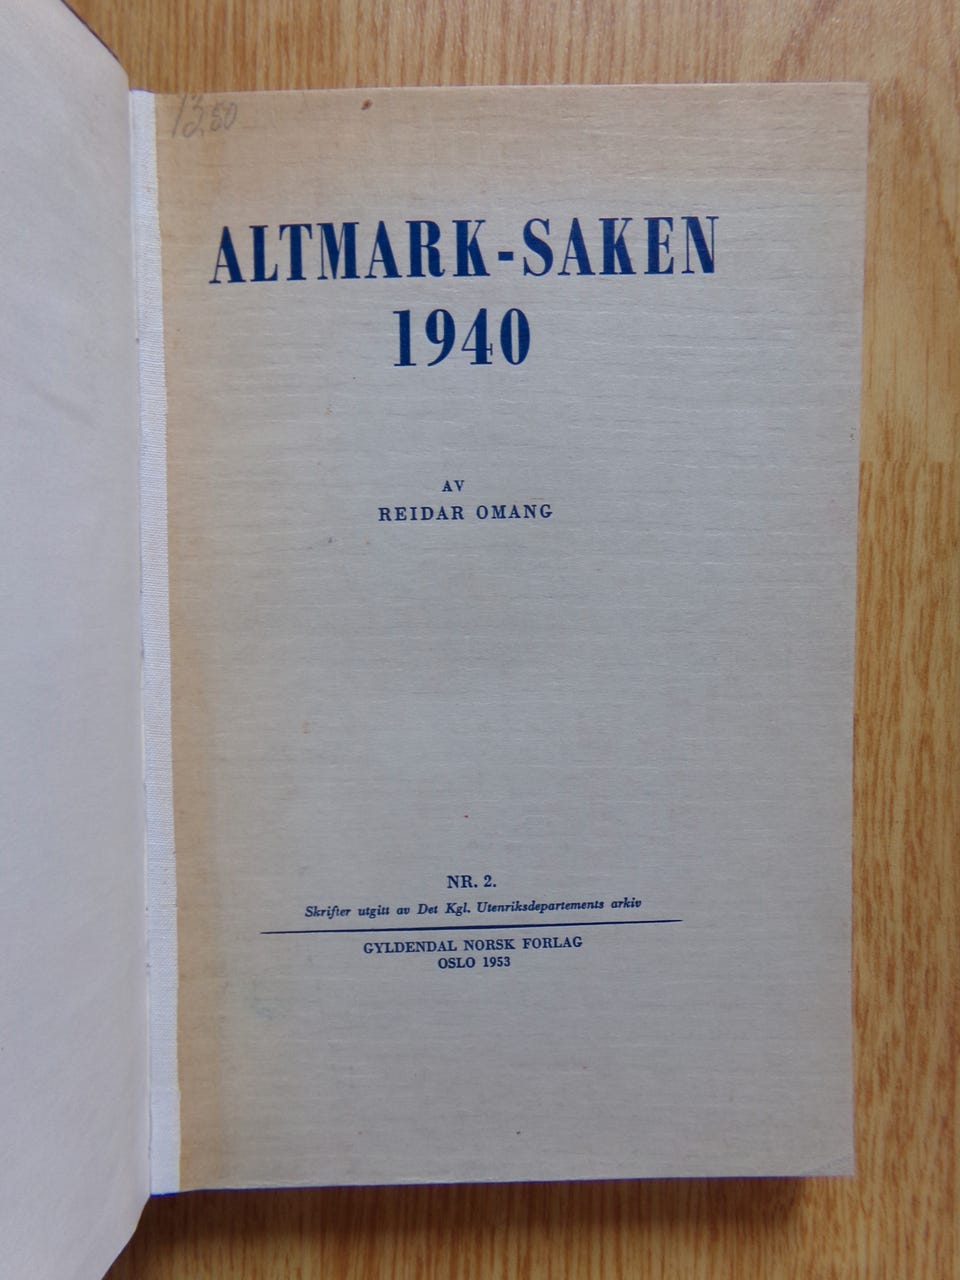 13,50
ALTMARK-SAKEN
1940
AV
REIDAR OMANG
NR. 2.
Skrifter utgitt av Det Kgl. Utenriksdepartements arkiv
GYLDENDAL NORSK FORLAG
OSLO 1953